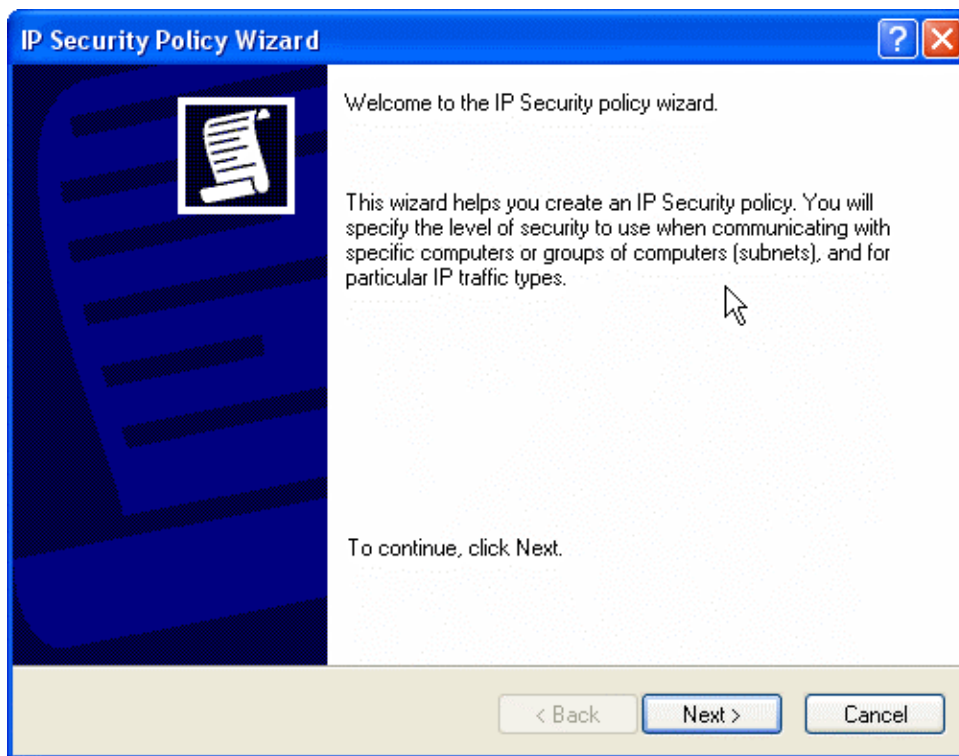 IP Security Policy Wizard
Welcome to the IP Security policy wizard.
This wizard helps you create an IP Security policy. You will
specify the level of security to use when communicating with
specific computers or groups of computers (subnets), and for
particular IP traffic types.
To continue, click Next.
< Back
Next >
Cancel